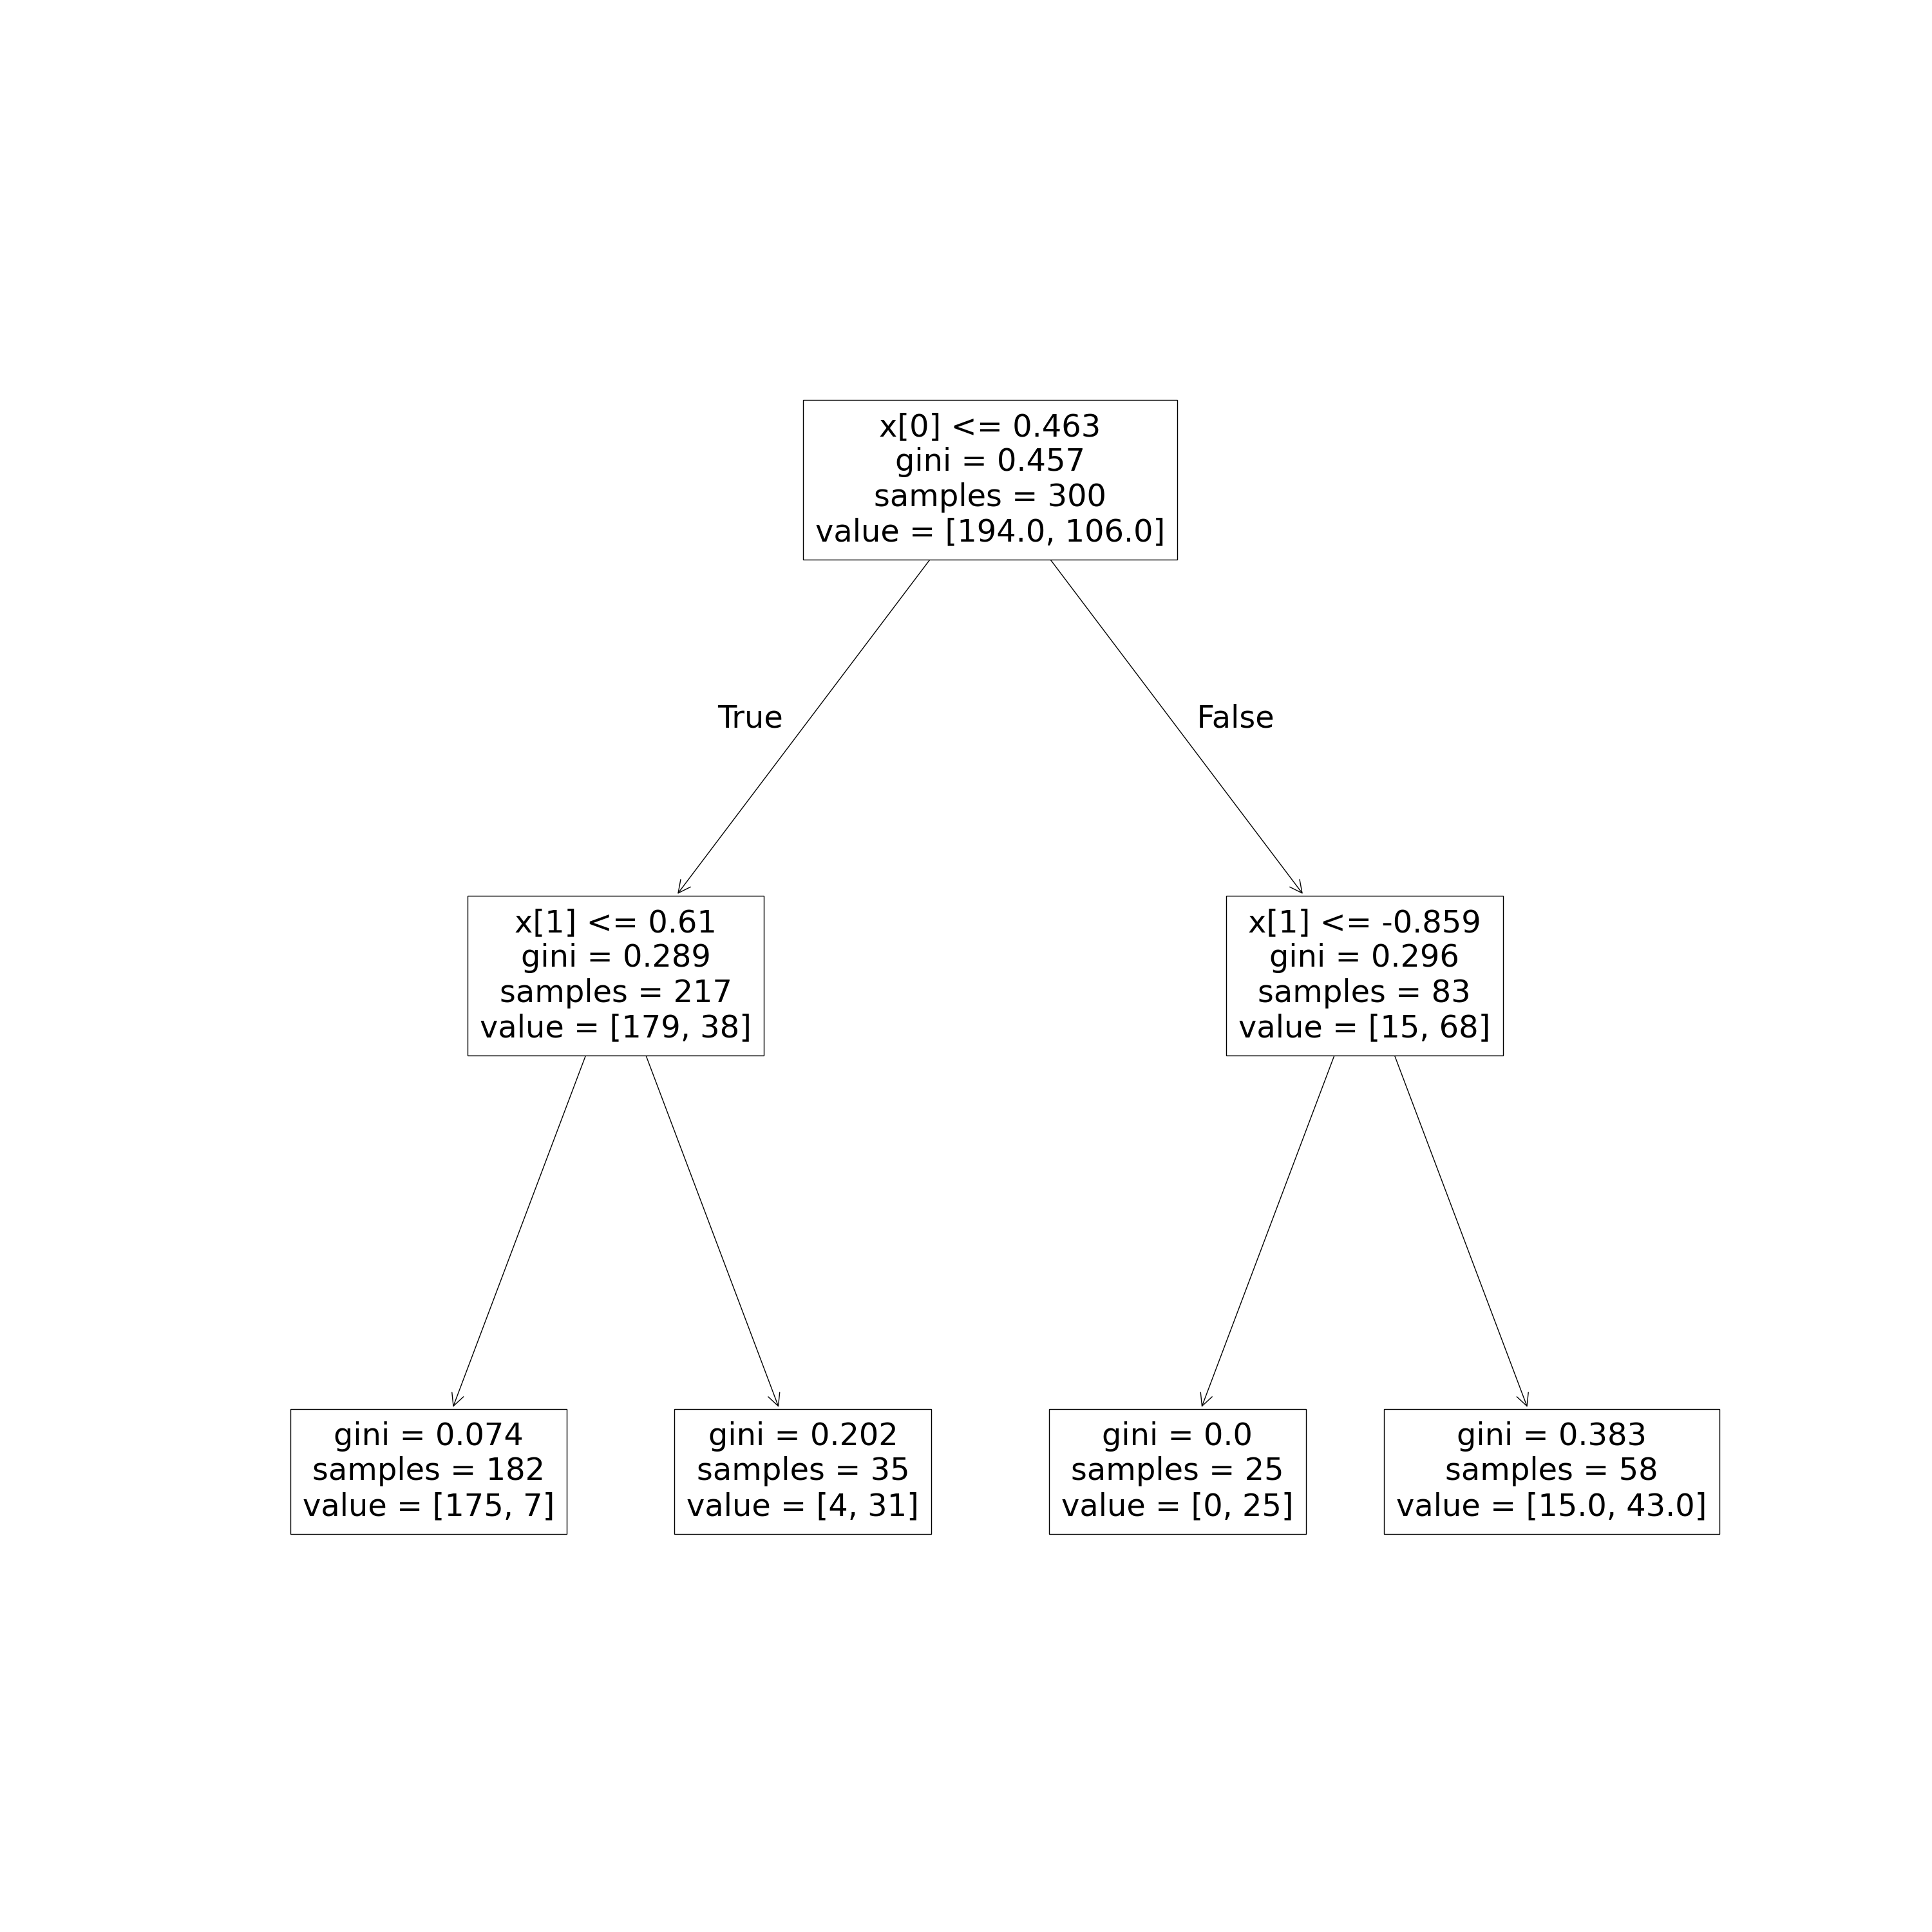 x[0] <= 0.463
gini = 0.457
samples = 300
value = [194.0, 106.0]
True
False
x[1] <= 0.61
gini = 0.289
samples = 217
value = [179, 38]
x[1] <= -0.859
gini = 0.296
samples = 83
value = [15, 68]
gini = 0.074
samples = 182
value = [175, 7]
gini = 0.202
samples = 35
value = [4, 31]
gini = 0.0
samples = 25
value = [0, 25]
gini = 0.383
samples = 58
value = [15.0, 43.0]